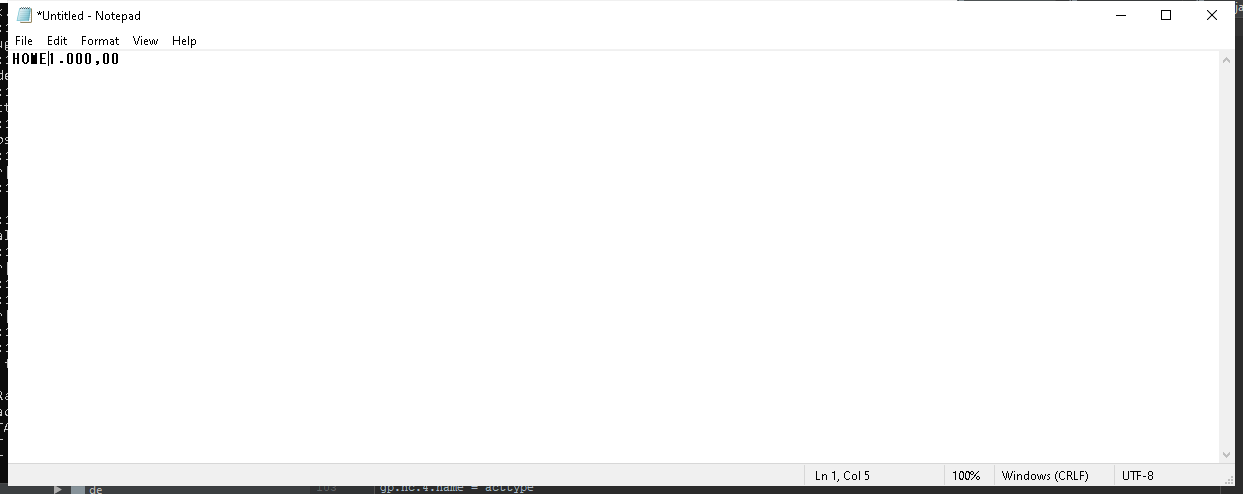 *Untitled - Notepad
File Edit Format View Help
HOME1.000,00
Ln 1, Col 5 100% Windows (CRLF) UTF-8
de 103 gp.nc.4.name = acctype